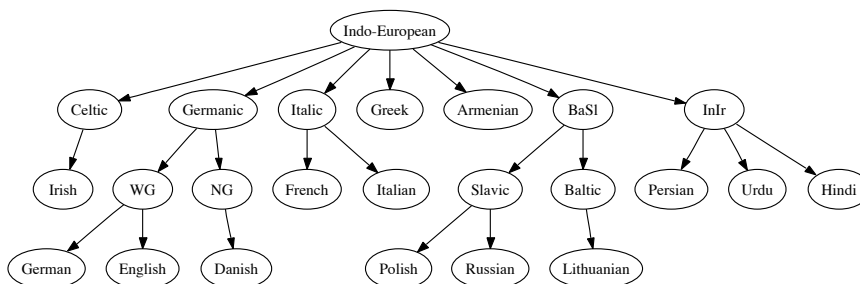 Indo-European
Celtic Germanic Italic Greek Armenian BaSl InIr
Irish WG NG French Italian Slavic Baltic Persian Urdu Hindi
German English Danish Polish Russian Lithuanian